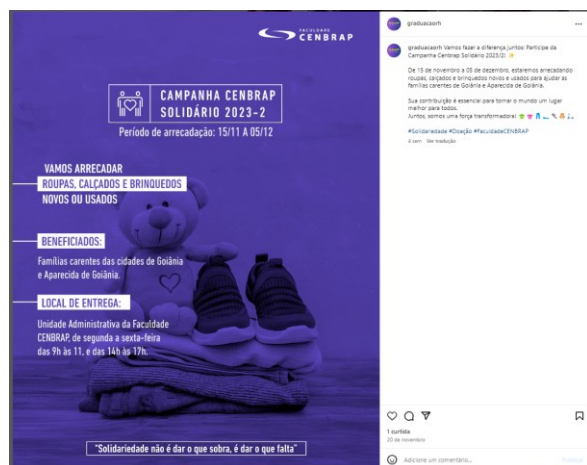 FACULDADE
CENBRAP
CAMPANHA CENBRAP
SOLIDÁRIO 2023-2
Período de arrecadação: 15/11 A 05/12
VAMOS ARRECADAR
ROUPAS, CALÇADOS E BRINQUEDOS
NOVOS OU USADOS
BENEFICIADOS:
Famílias carentes das cidades de Goiânia
e Aparecida de Goiânia.
LOCAL DE ENTREGA:
Unidade Administrativa da Faculdade
CENBRAP, de segunda a sexta-feira
das 9h às 11, e das 14h às 17h.
"Solidariedade não é dar o que sobra, é dar o que falta"
graduacaorh
graduacaorh Vamos fazer a diferença juntos: Participe da
Campanha Cenbrap Solidário 2023/2! ✨
De 15 de novembro a 05 de dezembro, estaremos arrecadando
roupas, calçados e brinquedos novos e usados para ajudar as
famílias carentes de Goiânia e Aparecida de Goiânia.
Sua contribuição é essencial para tornar o mundo um lugar
melhor para todos.
Juntos, somos uma força transformadora!
#Solidariedade #Doação #FaculdadeCENBRAP
4 sem Ver tradução
1 curtida
20 de novembro
Adicione um comentário...